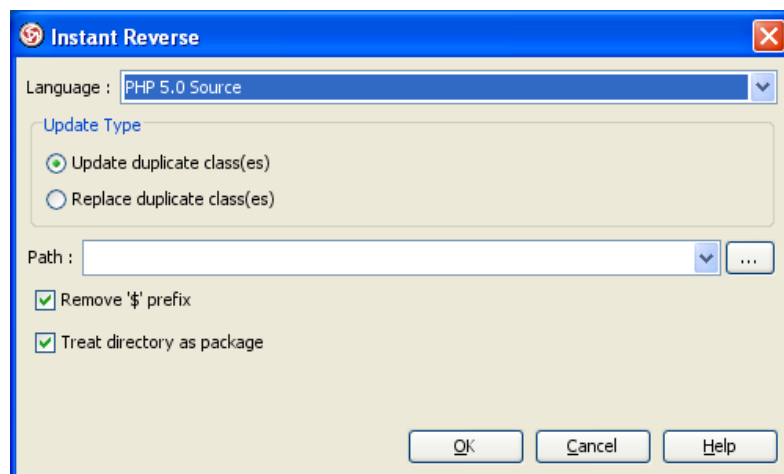 Instant Reverse
Language : PHP 5.0 Source
Update Type
Update duplicate class(es)
Replace duplicate class(es)
Path : ...
Remove '$' prefix
Treat directory as package
OK Cancel Help